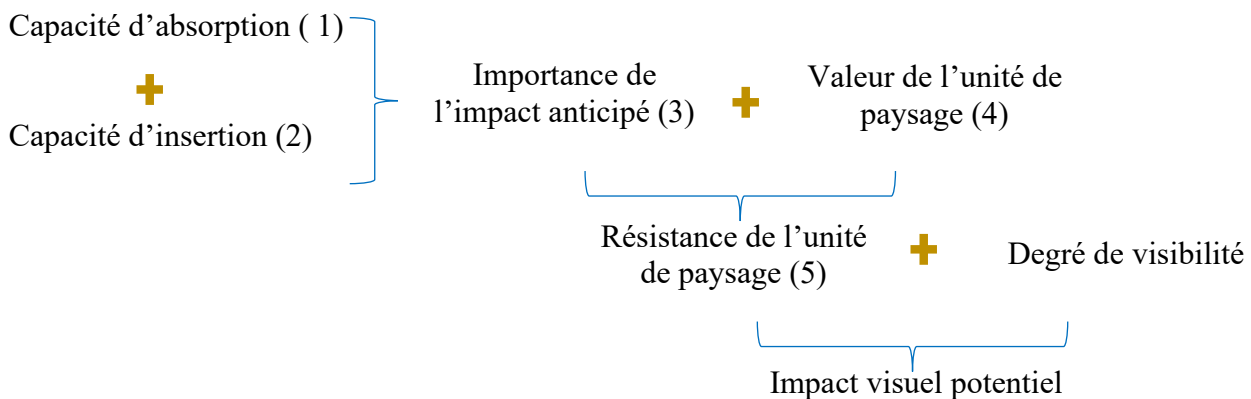 Capacité d’absorption ( 1)
Capacité d’insertion (2)
Importance de
l’impact anticipé (3)
Valeur de l’unité de
paysage (4)
Résistance de l’unité
de paysage (5)
Degré de visibilité
Impact visuel potentiel